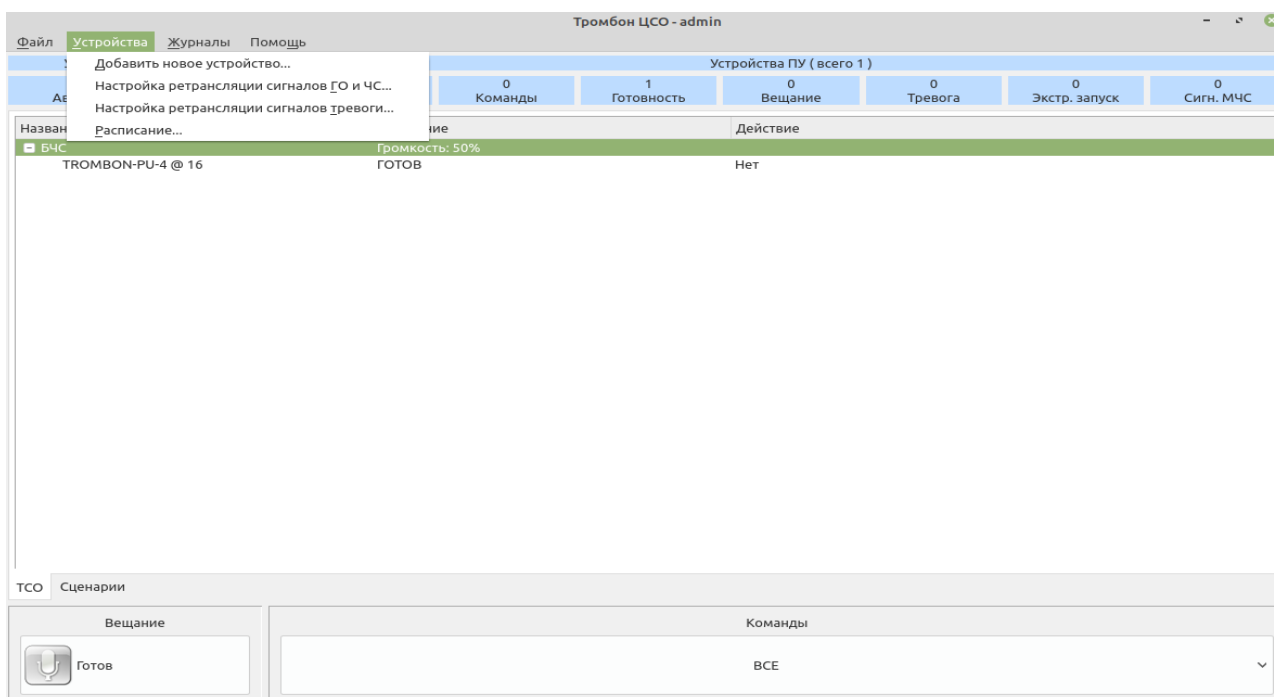 Тромбон ЦСО - admin
Файл Устройства Журналы Помощь
Добавить новое устройство...
Настройка ретрансляции сигналов ГО и ЧС...
Настройка ретрансляции сигналов тревоги...
Расписание...
Устройства ПУ ( всего 1 )
0 1 0 0 0 0
Команды Готовность Вещание Тревога Экстр. запуск Сигн. МЧС
Действие
БЧС Громкость: 50%
TROMBON-PU-4 @ 16 ГОТОВ Нет
ТСО Сценарии
Вещание Команды
Готов ВСЕ